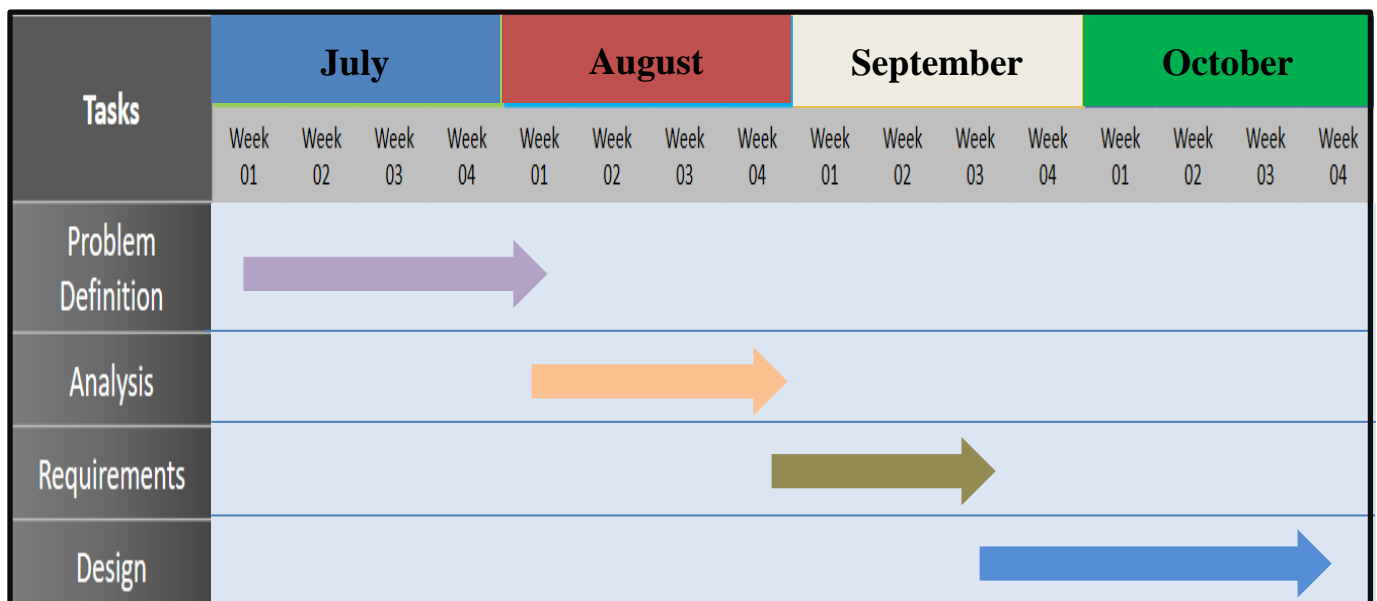 Tasks
July August September October
Week Week Week Week Week Week Week Week Week Week Week Week Week Week Week Week
01 02 03 04 01 02 03 04 01 02 03 04 01 02 03 04
Problem
Definition
Analysis
Requirements
Design